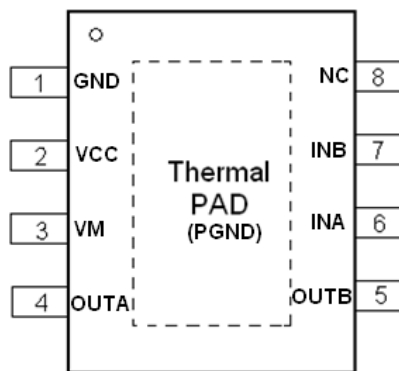 1 GND
NC 8
2 VCC
INB 7
Thermal
PAD
(PGND)
3 VM
INA 6
4 OUTA
OUTB 5